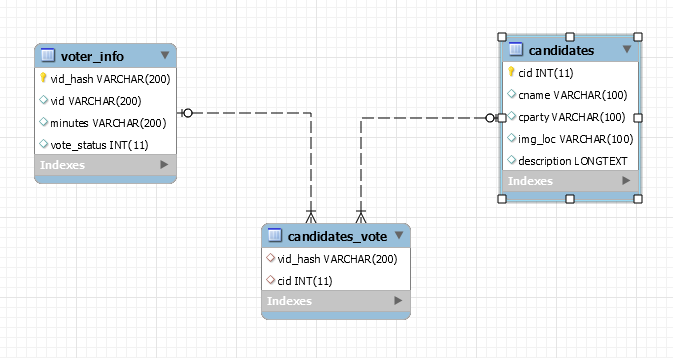 voter_info
vid_hash VARCHAR(200)
vid VARCHAR(200)
minutes VARCHAR(200)
vote_status INT(11)
Indexes
candidates
cid INT(11)
cname VARCHAR(100)
cparty VARCHAR(100)
img_loc VARCHAR(100)
description LONGTEXT
Indexes
candidates_vote
vid_hash VARCHAR(200)
cid INT(11)
Indexes